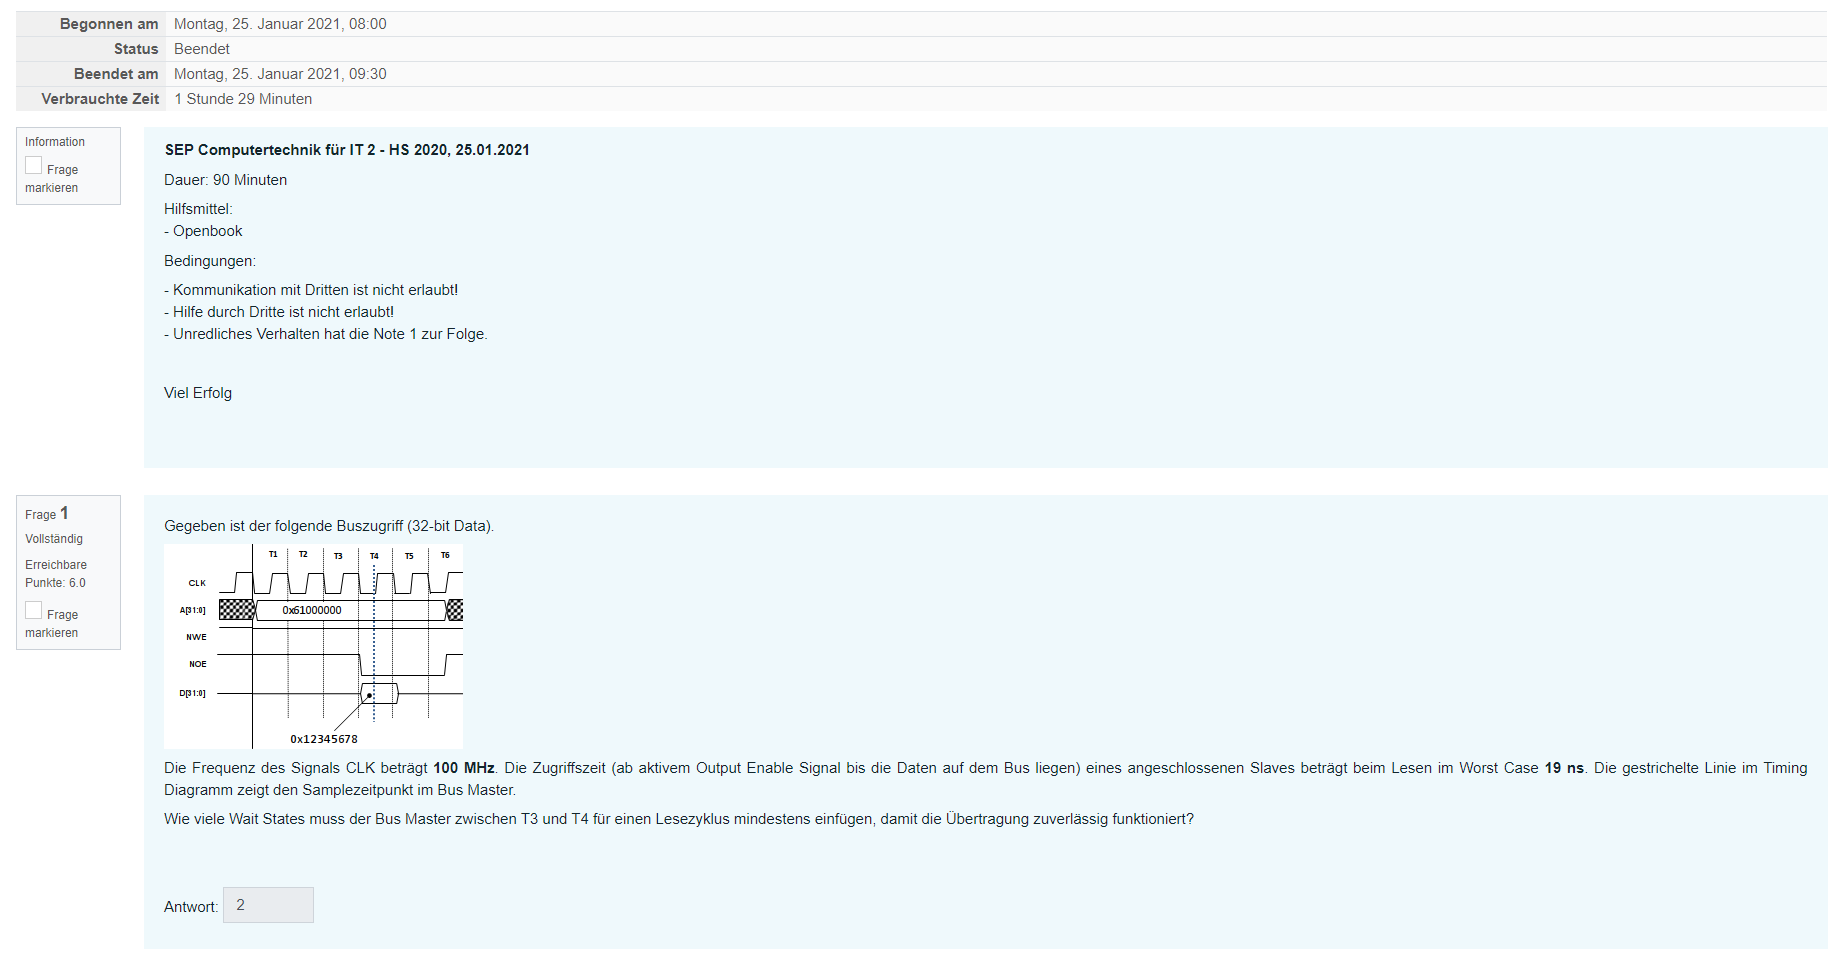 Begonnen am Montag, 25. Januar 2021, 08:00
Status Beendet
Beendet am Montag, 25. Januar 2021, 09:30
Verbrauchte Zeit 1 Stunde 29 Minuten
Information
Frage
markieren
SEP Computertechnik für IT 2 - HS 2020, 25.01.2021
Dauer: 90 Minuten
Hilfsmittel:
- Openbook
Bedingungen:
- Kommunikation mit Dritten ist nicht erlaubt!
- Hilfe durch Dritte ist nicht erlaubt!
- Unredliches Verhalten hat die Note 1 zur Folge.
Viel Erfolg
Frage 1
Vollständig
Erreichbare
Punkte: 6.0
Frage
markieren
Gegeben ist der folgende Buszugriff (32-bit Data).
T1 T2 T3 T4 T5 T6
CLK
A[31:0] 0x61000000
NWE
NOE
D[31:0]
0x12345678
Die Frequenz des Signals CLK beträgt 100 MHz. Die Zugriffszeit (ab aktivem Output Enable Signal bis die Daten auf dem Bus liegen) eines angeschlossenen Slaves beträgt beim Lesen im Worst Case 19 ns. Die gestrichelte Linie im Timing
Diagramm zeigt den Samplezeitpunkt im Bus Master.
Wie viele Wait States muss der Bus Master zwischen T3 und T4 für einen Lesezyklus mindestens einfügen, damit die Übertragung zuverlässig funktioniert?
Antwort: 2